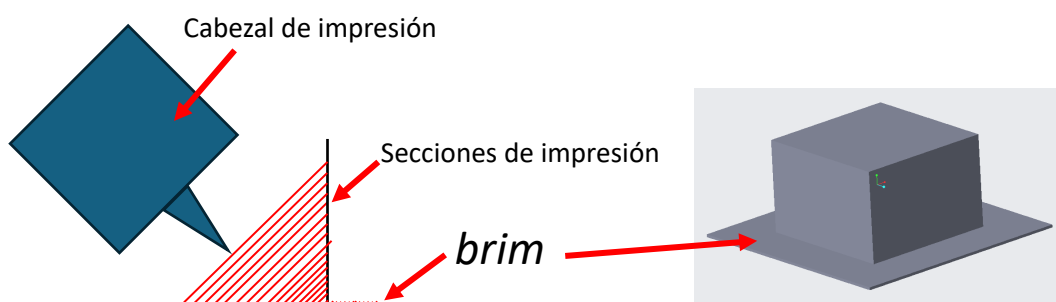 Cabezal de impresión
Secciones de impresión
brim